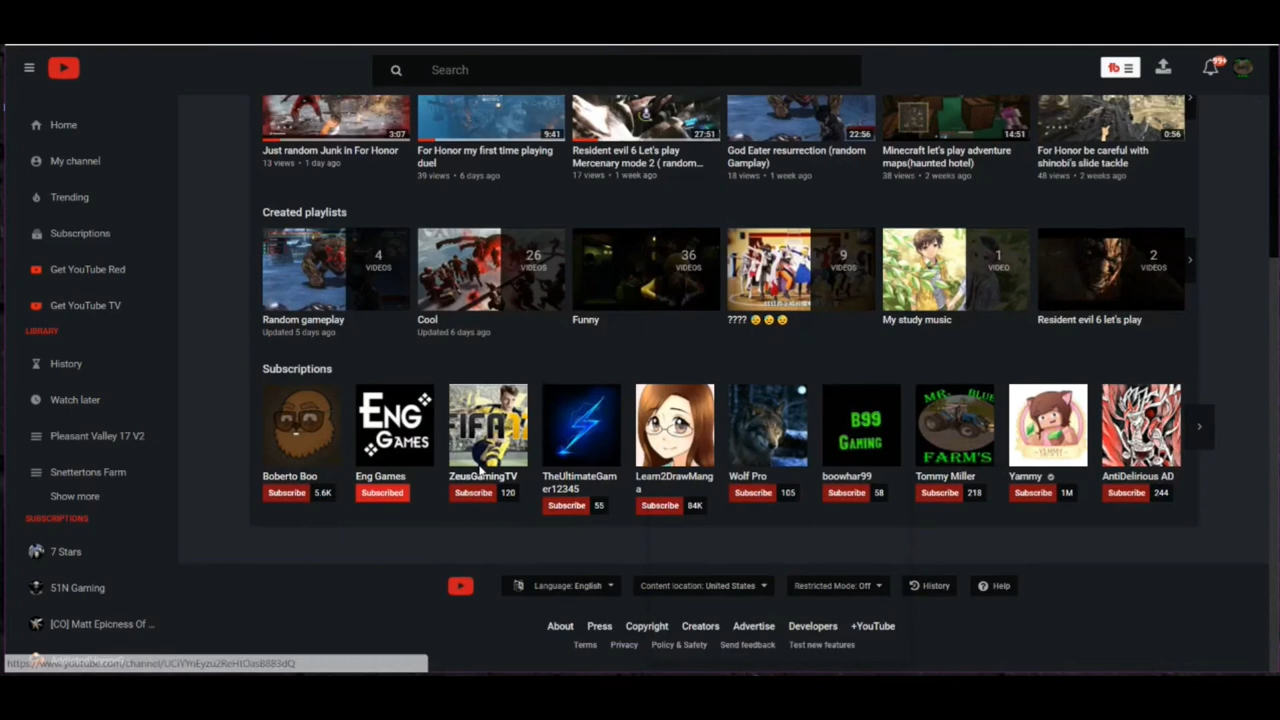 Search
99+
Home
My channel
Trending
Subscriptions
Get YouTube Red
Get YouTube TV
LIBRARY
History
Watch later
Pleasant Valley 17 V2
Snettertons Farm
Show more
SUBSCRIPTIONS
7 Stars
51N Gaming
[CO] Matt Epicness Of ...
3:07
9:41
27:51
22:56
14:51
0:56
Just random Junk in For Honor
13 views • 1 day ago
For Honor my first time playing
duel
39 views • 6 days ago
Resident evil 6 Let's play
Mercenary mode 2 ( random...
17 views • 1 week ago
God Eater resurrection (random
Gamplay)
18 views • 1 week ago
Minecraft let's play adventure
maps(haunted hotel)
38 views • 2 weeks ago
For Honor be careful with
shinobi's slide tackle
48 views • 2 weeks ago
Created playlists
4
VIDEOS
Random gameplay
Updated 5 days ago
26
VIDEOS
Cool
Updated 6 days ago
36
VIDEOS
Funny
9
VIDEOS
???? 😓 😓 😓
1
VIDEO
My study music
2
VIDEOS
Resident evil 6 let's play
Subscriptions
Boberto Boo
Subscribe 5.6K
ENG
GAMES
Eng Games
Subscribed
FIFA 17
ZeusGamingTV
Subscribe 120
TheUltimateGam
er12345
Subscribe 55
Learn2DrawMang
a
Subscribe 84K
Wolf Pro
Subscribe 105
B99
GAMING
boowhar99
Subscribe 58
MR. BLUE
FARM'S
Tommy Miller
Subscribe 218
YAMMY
Yammy
Subscribe 1M
AntiDelirious AD
Subscribe 244
Language: English
Content location: United States
Restricted Mode: Off
History
Help
About Press Copyright Creators Advertise Developers +YouTube
Terms Privacy Policy & Safety Send feedback Test new features